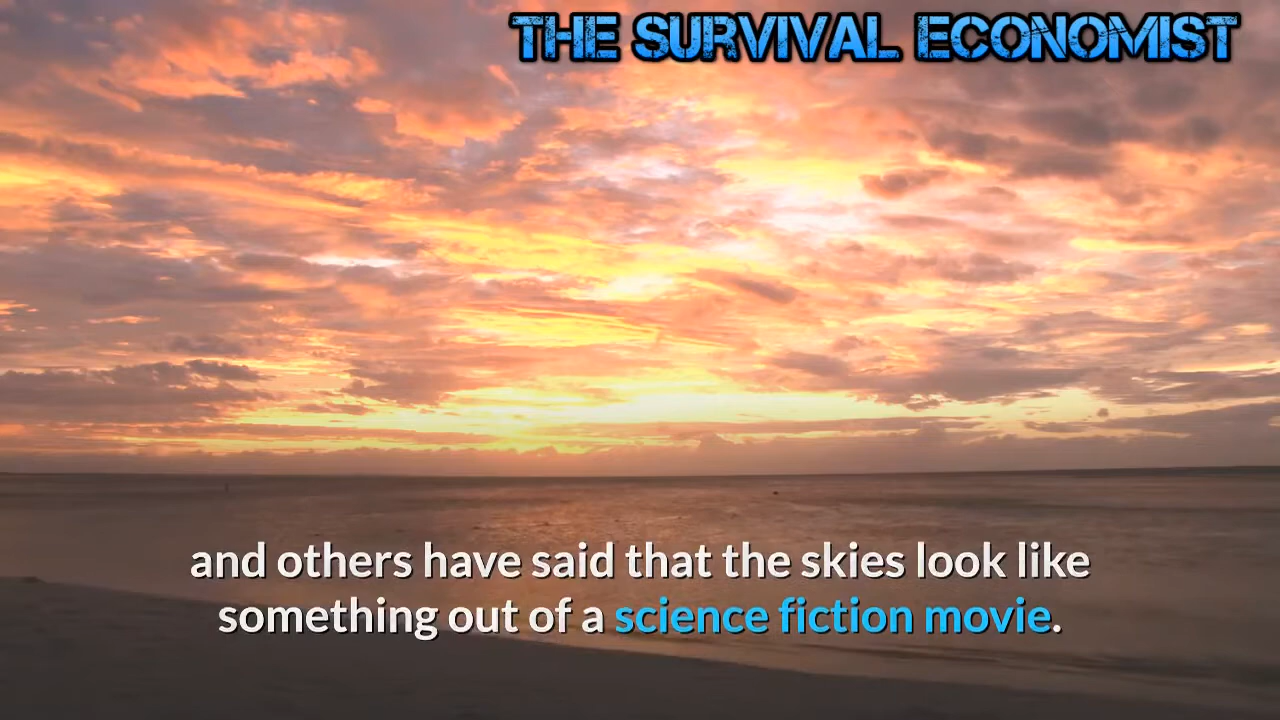 THE SURVIVAL ECONOMIST
and others have said that the skies look like
something out of a science fiction movie.